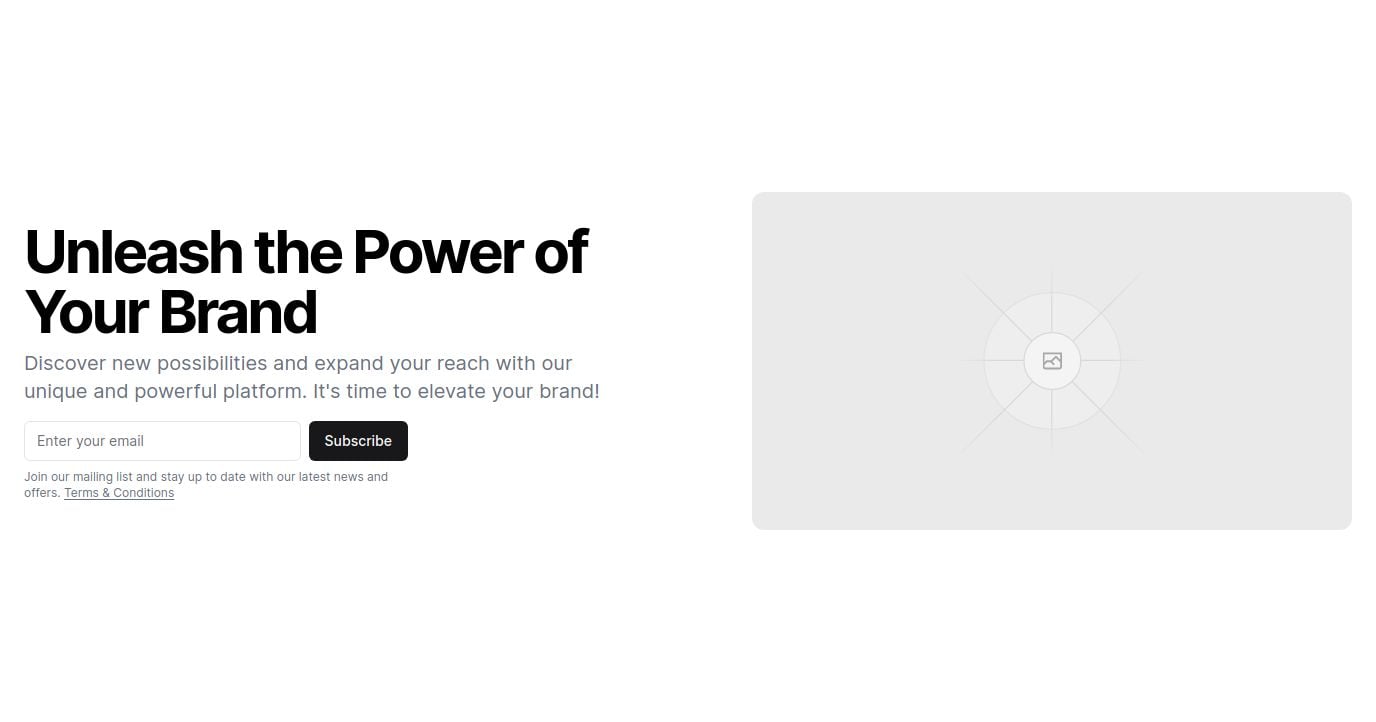 Unleash the Power of
Your Brand
Discover new possibilities and expand your reach with our
unique and powerful platform. It's time to elevate your brand!
Enter your email
Subscribe
Join our mailing list and stay up to date with our latest news and
offers. Terms & Conditions